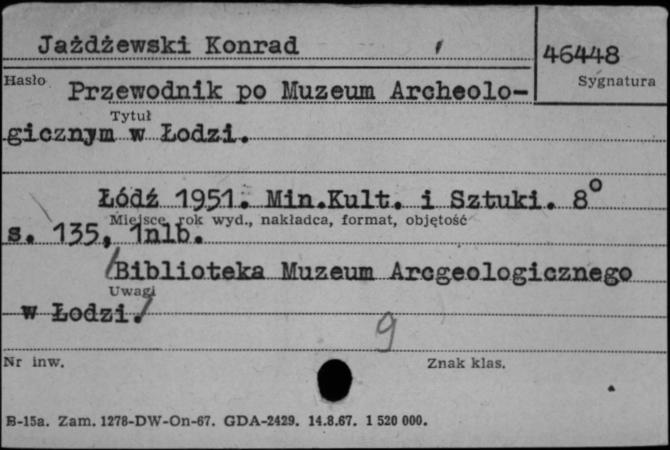 Jażdżewski Konrad
46448
Hasło
Sygnatura
Przewodnik po Muzeum Archeolo-
Tytuł
gicznym w Łodzi.
Łódź 1951. Min.Kult. i Sztuki. 8°
Miejsce, rok wyd., nakładca, format, objętość
s. 135, 1nlb.
/Biblioteka Muzeum Arcgeologicznego
Uwagi
w Łodzi./
9
Nr inw.
Znak klas.
B-15a. Zam. 1278-DW-On-67. GDA-2429. 14.8.67. 1 520 000.